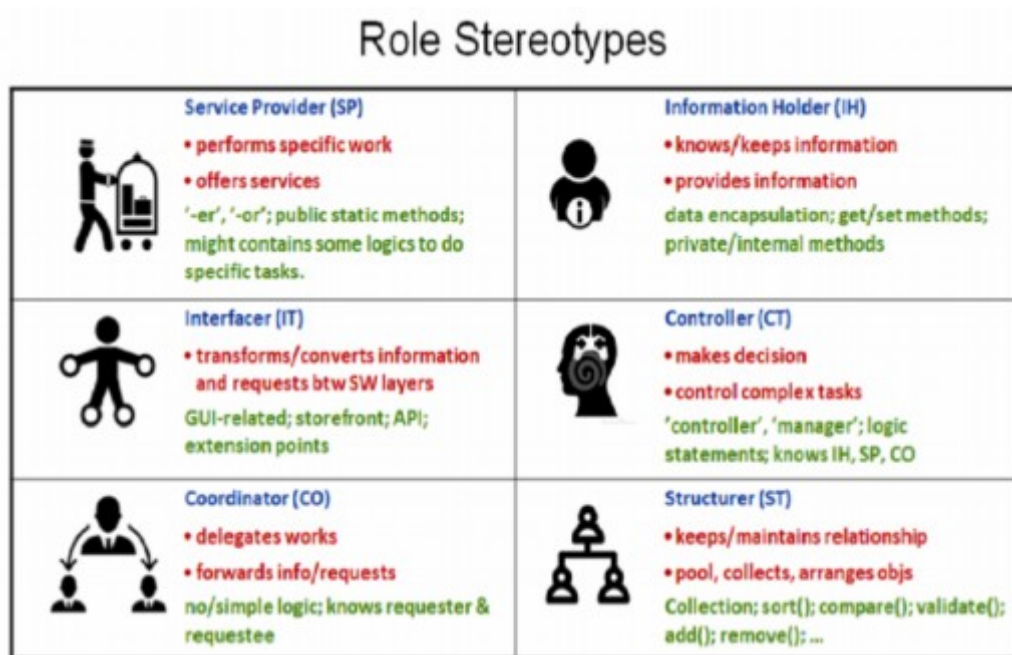 Role Stereotypes
Service Provider (SP)
• performs specific work
• offers services
'-er', '-or'; public static methods;
might contains some logics to do
specific tasks.
Information Holder (IH)
• knows/keeps information
• provides information
data encapsulation; get/set methods;
private/internal methods
Interfacer (IT)
• transforms/converts information
and requests btw SW layers
GUI-related; storefront; API;
extension points
Controller (CT)
• makes decision
• control complex tasks
'controller', 'manager'; logic
statements; knows IH, SP, CO
Coordinator (CO)
• delegates works
• forwards info/requests
no/simple logic; knows requester &
requestee
Structurer (ST)
• keeps/maintains relationship
• pool, collects, arranges objs
Collection; sort(); compare(); validate();
add(); remove(); ...